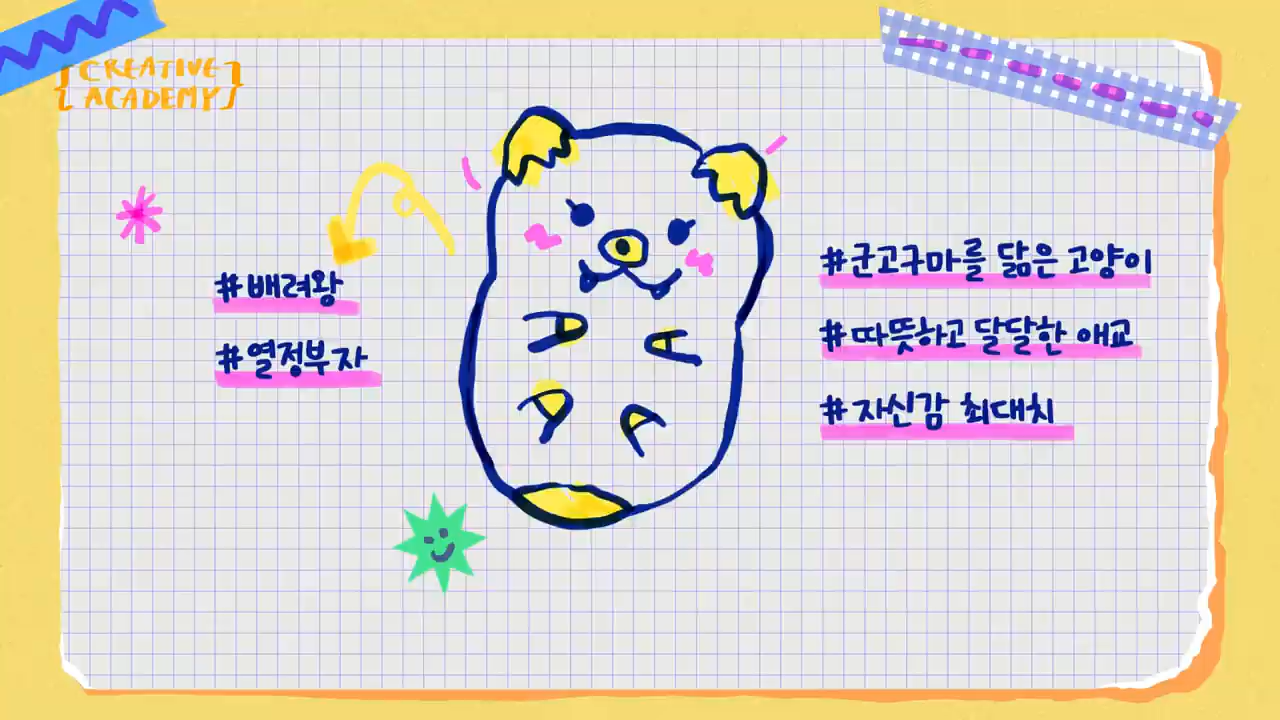 {CREATIVE
ACADEMY}
#배려왕
#열정부자
#군고구마를 닮은 고양이
#따뜻하고 달달한 애교
#자신감 최대치